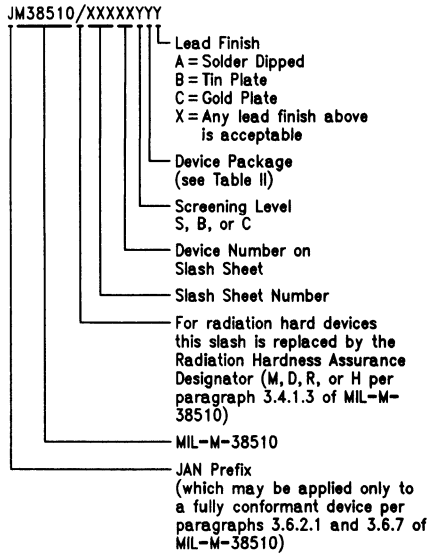 JM38510/XXXXXYYY
Lead Finish
A = Solder Dipped
B = Tin Plate
C = Gold Plate
X = Any lead finish above
is acceptable
Device Package
(see Table II)
Screening Level
S, B, or C
Device Number on
Slash Sheet
Slash Sheet Number
For radiation hard devices
this slash is replaced by the
Radiation Hardness Assurance
Designator (M, D, R, or H per
paragraph 3.4.1.3 of MIL–M–
38510)
MIL–M–38510
JAN Prefix
(which may be applied only to
a fully conformant device per
paragraphs 3.6.2.1 and 3.6.7 of
MIL–M–38510)